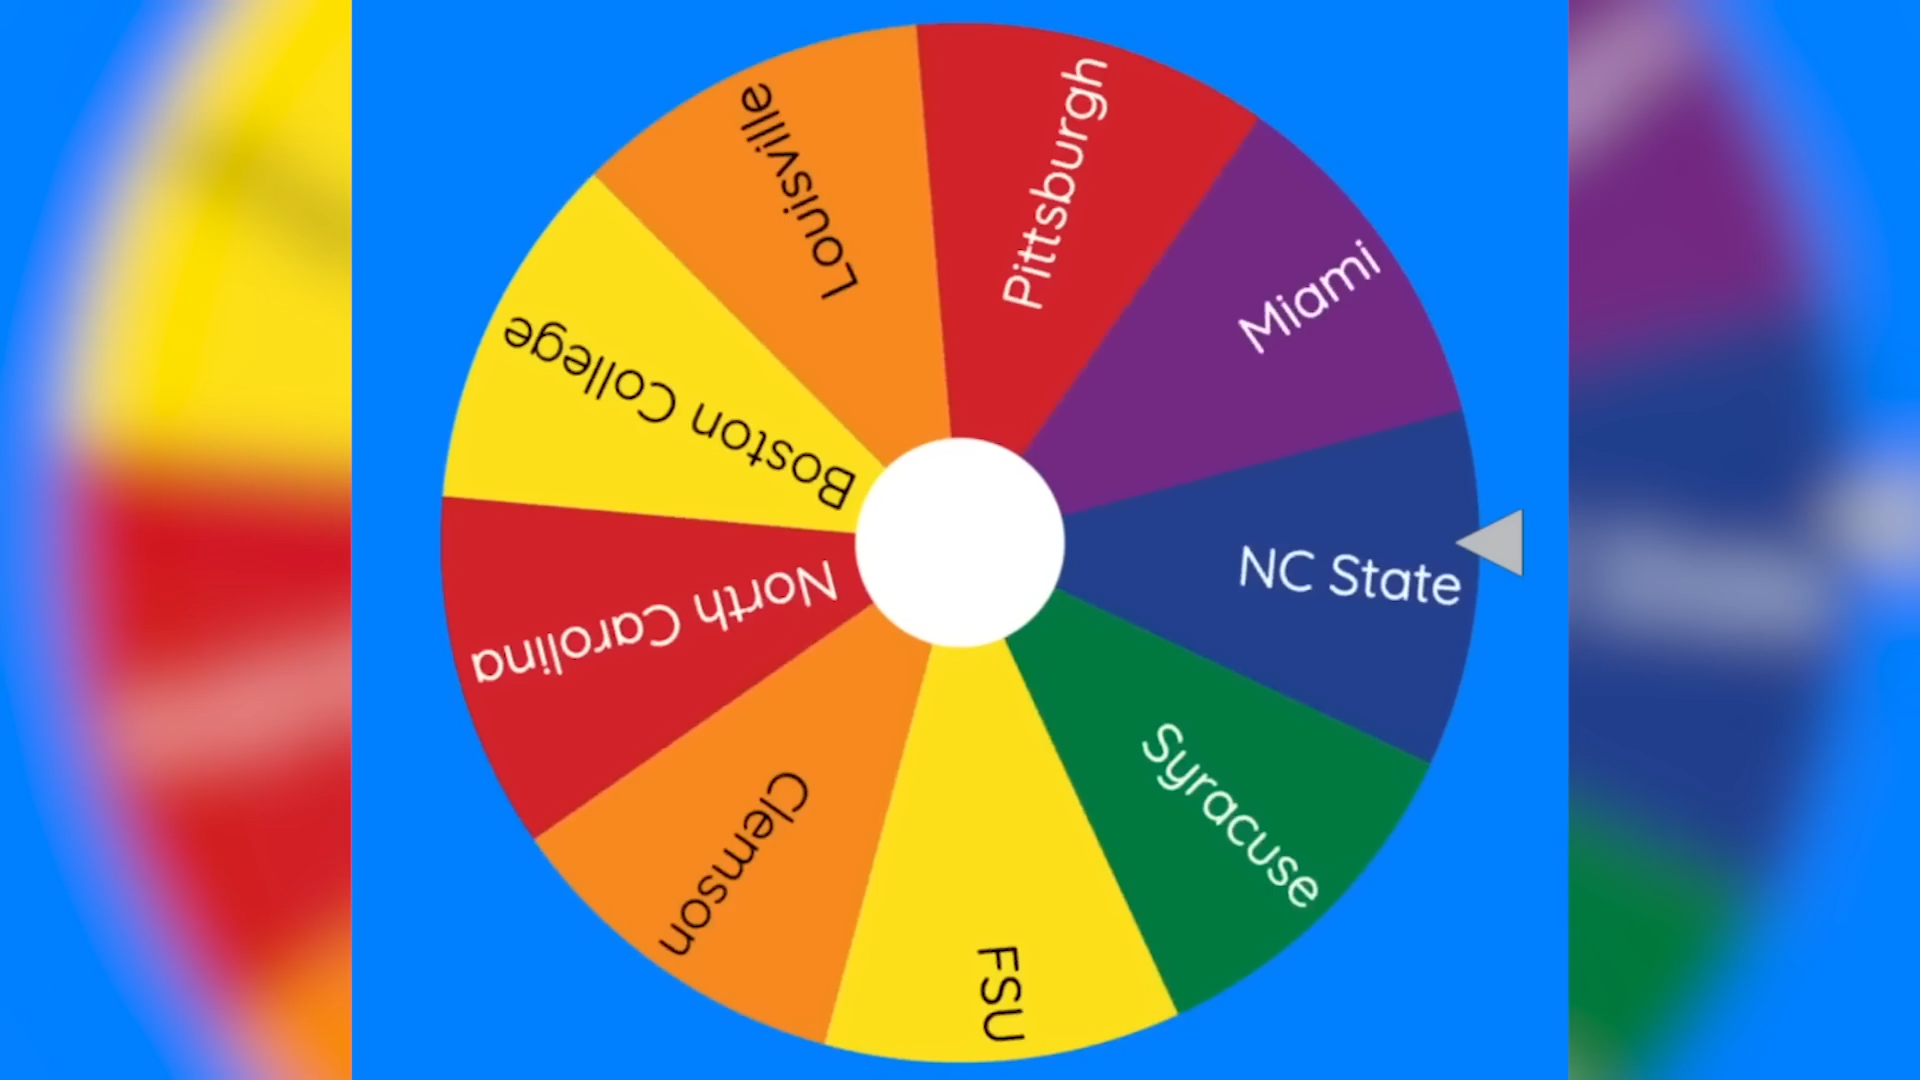 Pittsburgh
Miami
NC State
Syracuse
FSU
Clemson
North Carolina
Boston College
Louisville